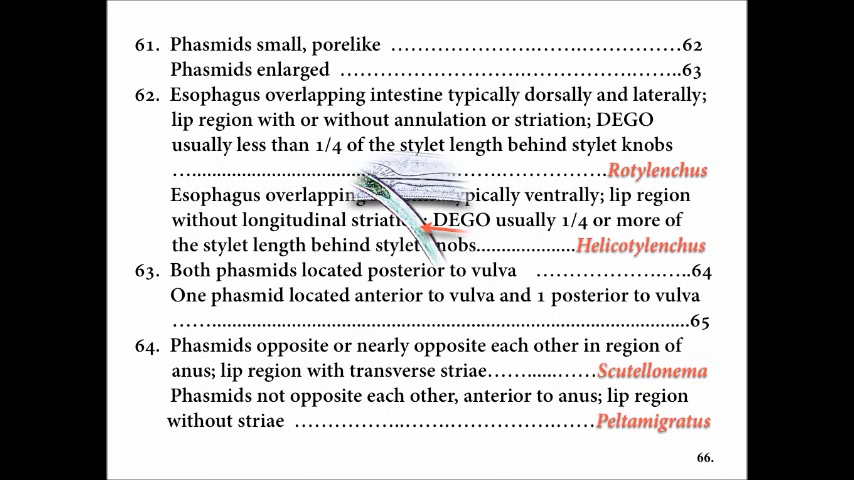 61. Phasmids small, porelike ……………………..……..……………62
Phasmids enlarged ……………………………..……………..……..63
62. Esophagus overlapping intestine typically dorsally and laterally;
lip region with or without annulation or striation; DEGO
usually less than 1/4 of the stylet length behind stylet knobs
…................................ ……………………Rotylenchus
Esophagus overlapping ypically ventrally; lip region
without longitudinal striati ; DEGO usually 1/4 or more of
the stylet length behind stylet nobs....................Helicotylenchus
63. Both phasmids located posterior to vulva …………………..…..64
One phasmid located anterior to vulva and 1 posterior to vulva
……....................................................................................65
64. Phasmids opposite or nearly opposite each other in region of
anus; lip region with transverse striae……......……Scutellonema
Phasmids not opposite each other, anterior to anus; lip region
without striae ………………..……..………………..……Peltamigratus
66.